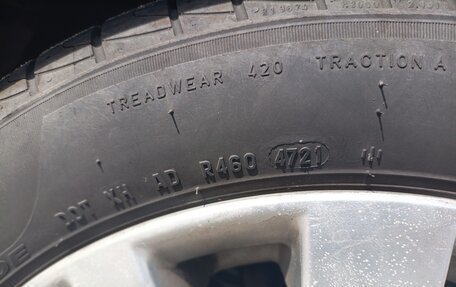 TREADWEAR 420 TRACTION A
DOT XH AD R460 4721